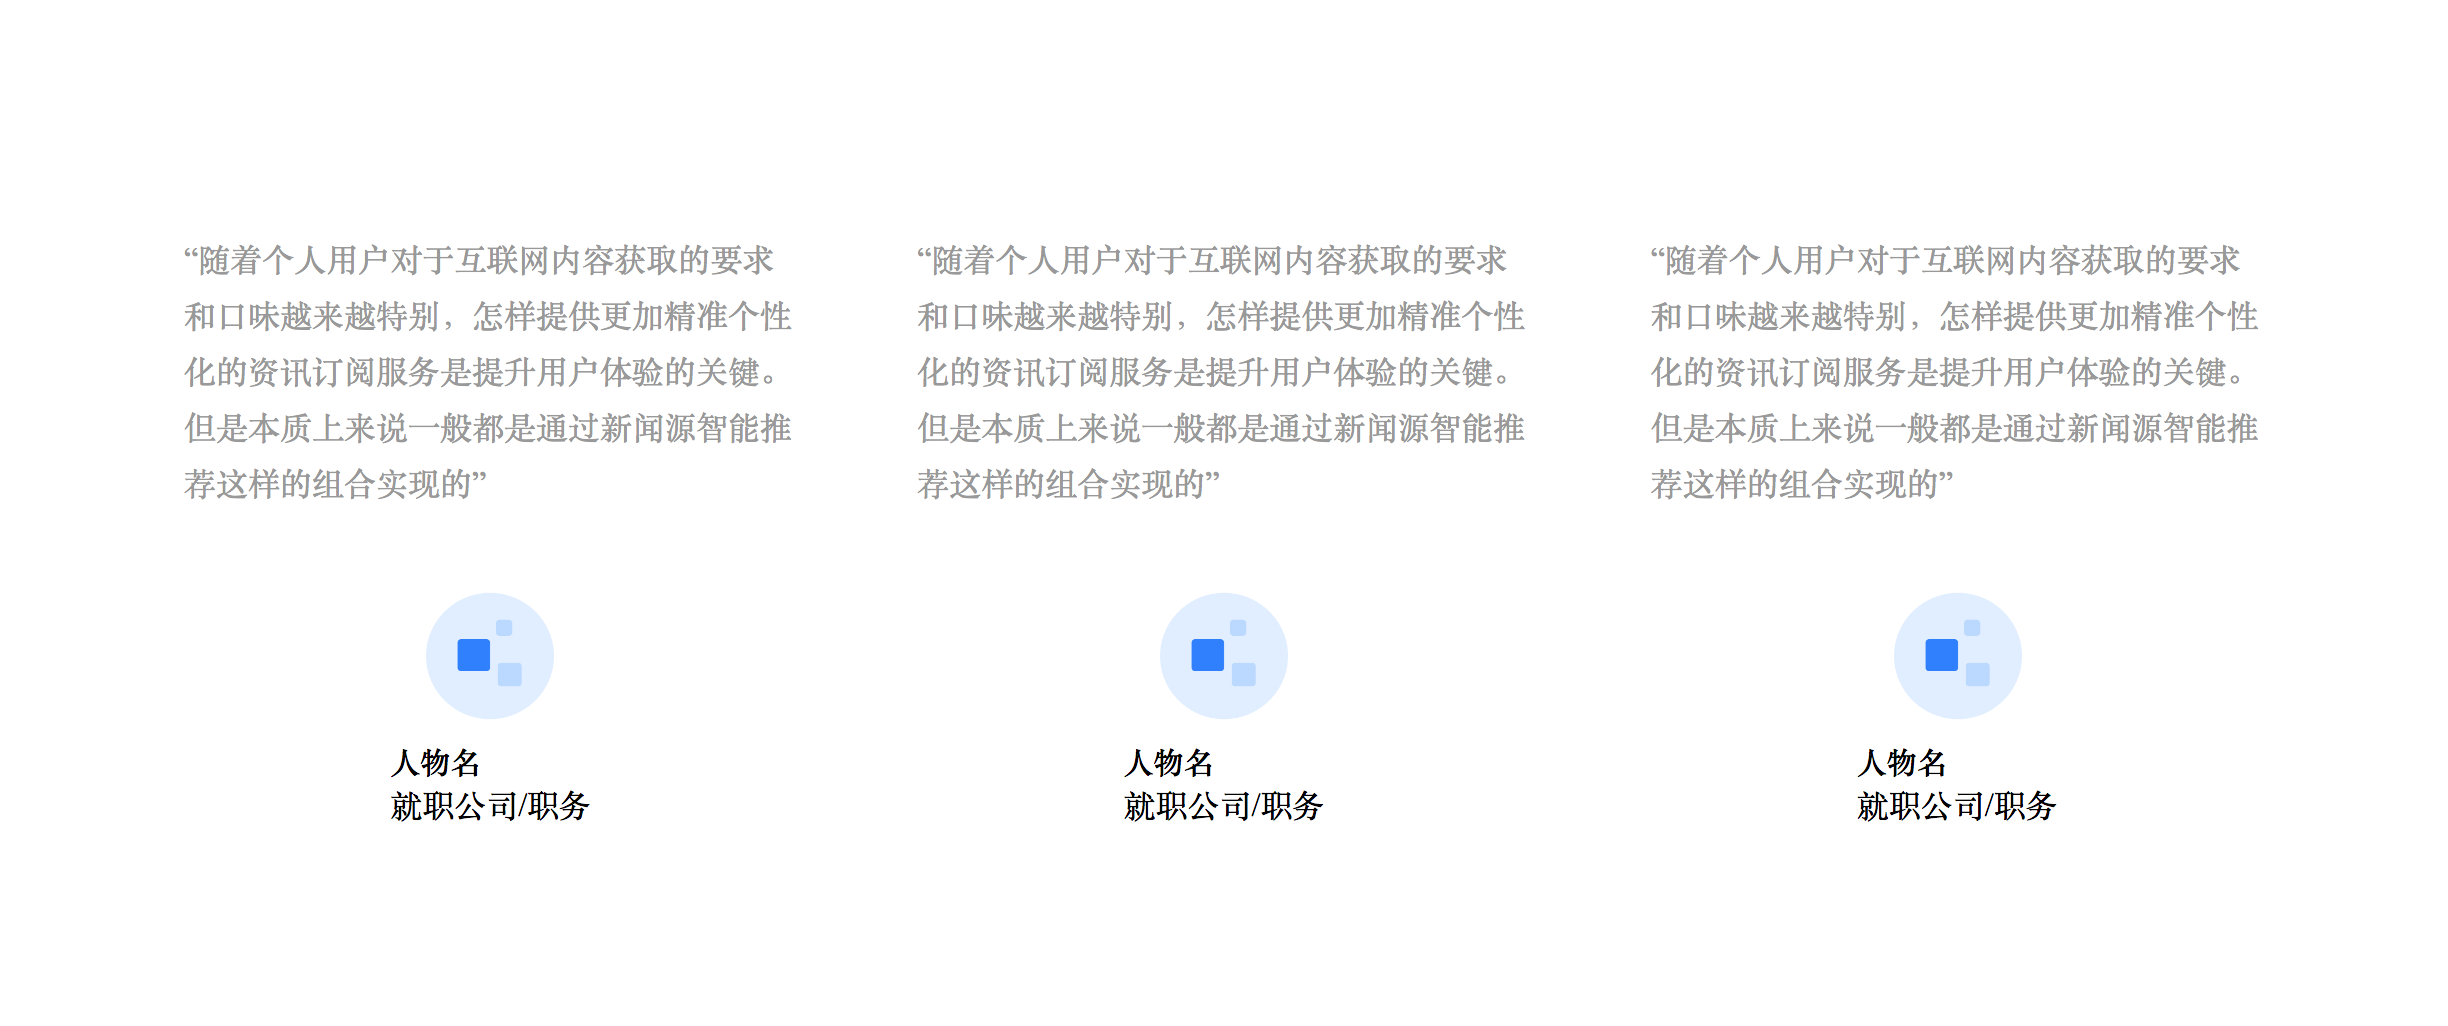 “随着个人用户对于互联网内容获取的要求
和口味越来越特别，怎样提供更加精准个性
化的资讯订阅服务是提升用户体验的关键。
但是本质上来说一般都是通过新闻源智能推
荐这样的组合实现的”
人物名
就职公司/职务
“随着个人用户对于互联网内容获取的要求
和口味越来越特别，怎样提供更加精准个性
化的资讯订阅服务是提升用户体验的关键。
但是本质上来说一般都是通过新闻源智能推
荐这样的组合实现的”
人物名
就职公司/职务
“随着个人用户对于互联网内容获取的要求
和口味越来越特别，怎样提供更加精准个性
化的资讯订阅服务是提升用户体验的关键。
但是本质上来说一般都是通过新闻源智能推
荐这样的组合实现的”
人物名
就职公司/职务